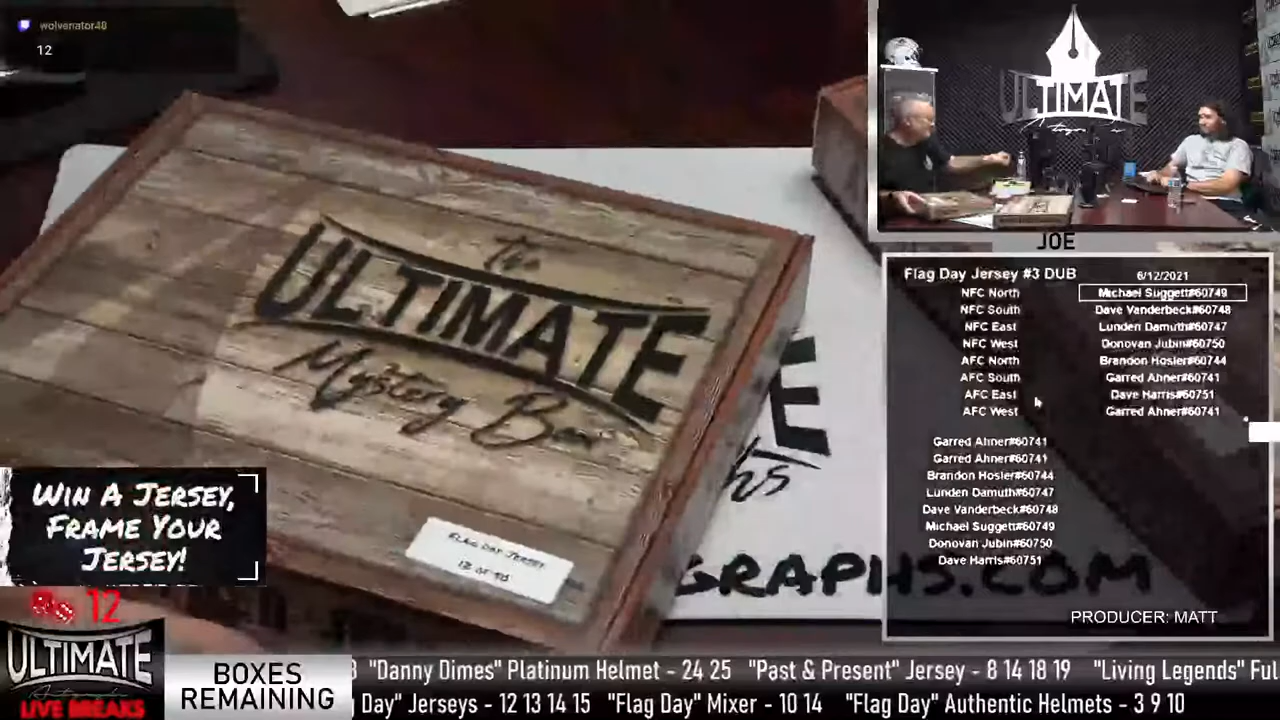 wolvenator48
12
ULTIMATE
the
ULTIMATE
Mystery Box
FLAG DAY JERSEY
GRAPHS.COM
WIN A JERSEY,
FRAME YOUR
JERSEY!
12
ULTIMATE
Autographs
LIVE BREAKS
BOXES
REMAINING
JOE
Flag Day Jersey #3 DUB 6/12/2021
NFC North Michael Suggett#60749
NFC South Dave Vanderbeck#60748
NFC East Lunden Damuth#60747
NFC West Donovan Jubin#60750
AFC North Brandon Hosler#60744
AFC South Garred Ahner#60741
AFC East Dave Harris#60751
AFC West Garred Ahner#60741
Garred Ahner#60741
Garred Ahner#60741
Brandon Hosler#60744
Lunden Damuth#60747
Dave Vanderbeck#60748
Michael Suggett#60749
Donovan Jubin#60750
Dave Harris#60751
PRODUCER: MATT
"Danny Dimes" Platinum Helmet - 24 25 "Past & Present" Jersey - 8 14 18 19 "Living Legends" Ful
Day" Jerseys - 12 13 14 15 "Flag Day" Mixer - 10 14 "Flag Day" Authentic Helmets - 3 9 10